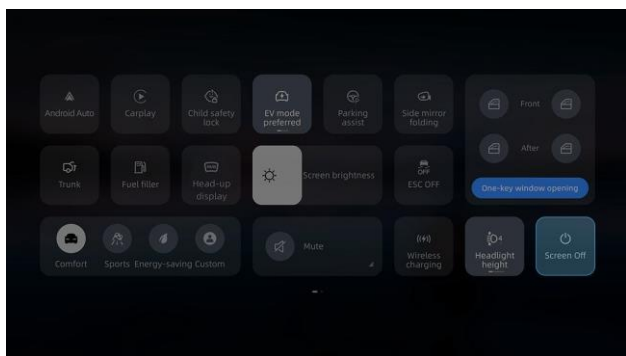 Android Auto
Carplay
Child safety
lock
EV mode
preferred
Parking
assist
Side mirror
folding
Front
After
One-key window opening
Trunk
Fuel filler
HUD
Head-up
display
Screen brightness
OFF
ESC OFF
Comfort
Sports
Energy-saving
Custom
Mute
Wireless
charging
Headlight
height
Screen Off